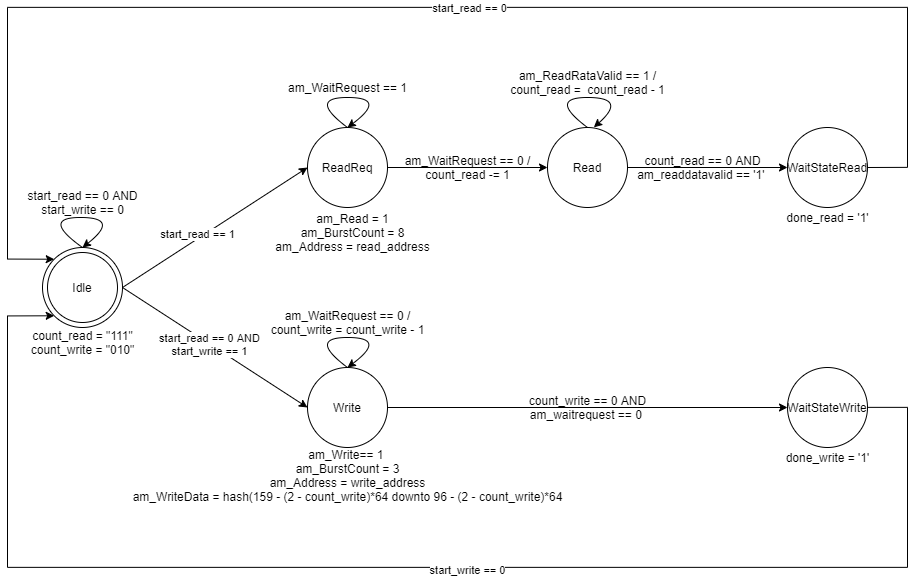 start_read == 0
am_ReadRataValid == 1 /
count_read =  count_read - 1
am_WaitRequest == 1
ReadReq
am_WaitRequest == 0 /
count_read -= 1
Read
count_read == 0 AND
am_readdatavalid == '1'
WaitStateRead
done_read = '1'
am_Read = 1
am_BurstCount = 8
am_Address = read_address
start_read == 0 AND
start_write == 0
start_read == 1
Idle
count_read = "111"
count_write = "010"
start_read == 0 AND
start_write == 1
am_WaitRequest == 0 /
count_write = count_write - 1
Write
count_write == 0 AND
am_waitrequest == 0
WaitStateWrite
done_write = '1'
am_Write== 1
am_BurstCount = 3
am_Address = write_address
am_WriteData = hash(159 - (2 - count_write)*64 downto 96 - (2 - count_write)*64
start_write == 0